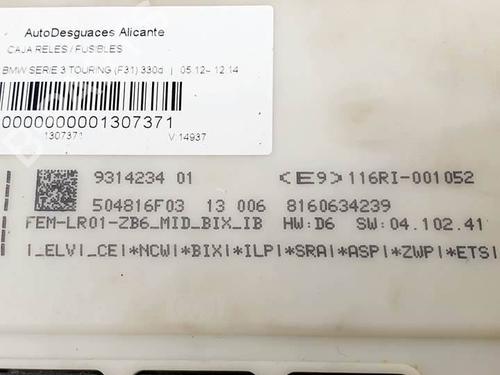 AutoDesguaces Alicante
CAJA RELES / FUSIBLES
BMW SERIE 3 TOURING (F31) 330d | 05.12– 12.14
0000000001307371
1307371 V:14937
9314234 01 <E9>116RI-001052
504816F03 13 006 8160634239
FEM-LR01-ZB6_MID_BIX_IB HW:D6 SW:04.102.41
|_ELV|_CE|*NCW|*BIX|*ILP|*SRA|*ASP|*ZWP|*ETS|